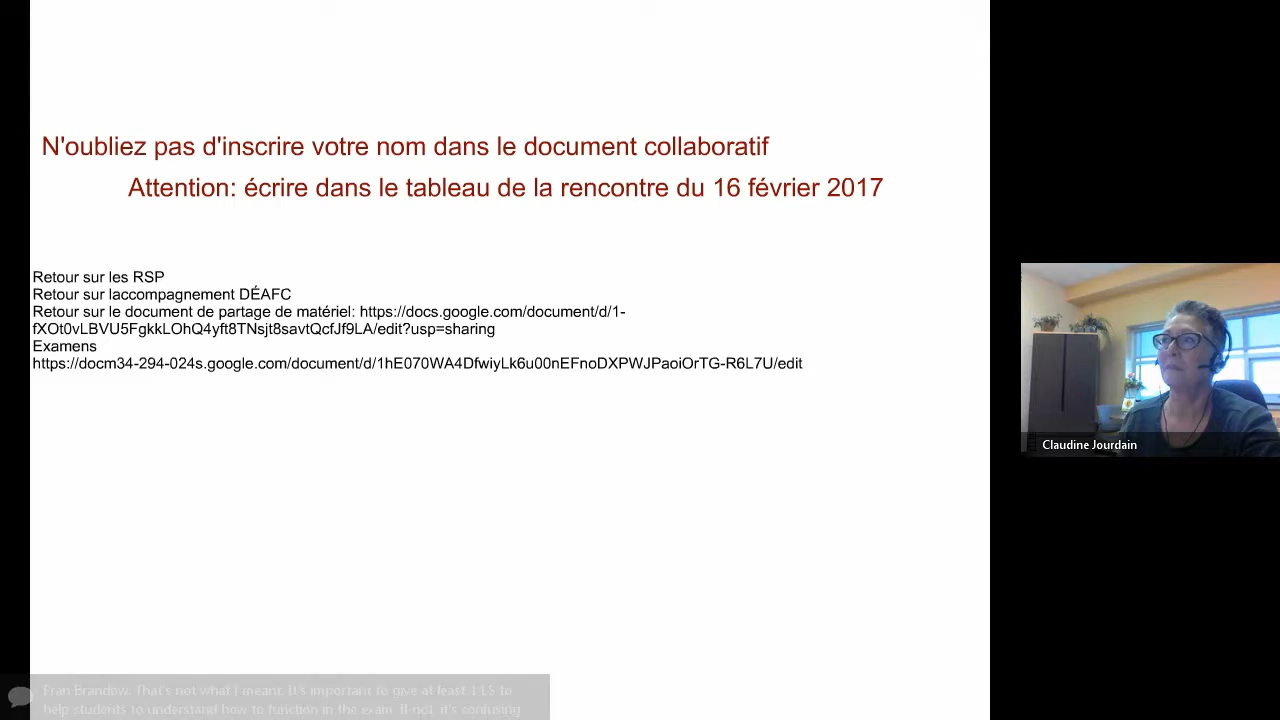 N'oubliez pas d'inscrire votre nom dans le document collaboratif
Attention: écrire dans le tableau de la rencontre du 16 février 2017
Retour sur les RSP
Retour sur laccompagnement DÉAFC
Retour sur le document de partage de matériel: https://docs.google.com/document/d/1-
fXOt0vLBVU5FgkkLOhQ4yft8TNsjt8savtQcfJf9LA/edit?usp=sharing
Examens
https://docm34-294-024s.google.com/document/d/1hE070WA4DfwiyLk6u00nEFnoDXPWJPaoiOrTG-R6L7U/edit
Claudine Jourdain
Fran Brandow: That's not what I meant. It's important to give at least 1 LS to
help students to understand how to function in the exam. If not, it's confusing